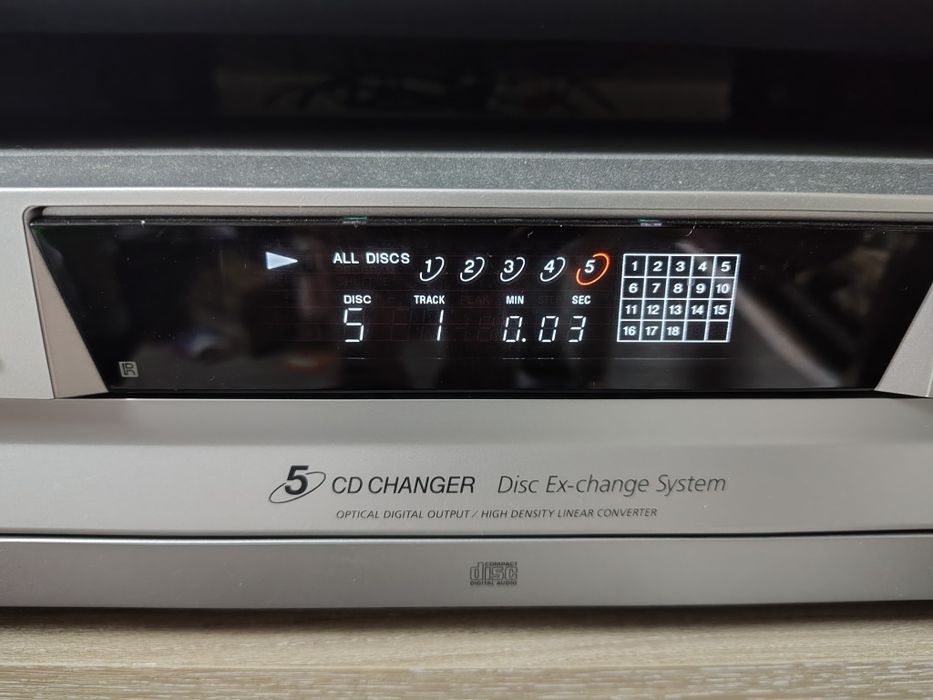 ALL DISCS 1 2 3 4 5
DISC TRACK MIN SEC
5 1 0.03
1 2 3 4 5
6 7 8 9 10
11 12 13 14 15
16 17 18
5 CD CHANGER Disc Ex-change System
OPTICAL DIGITAL OUTPUT / HIGH DENSITY LINEAR CONVERTER
COMPACT
disc
DIGITAL AUDIO